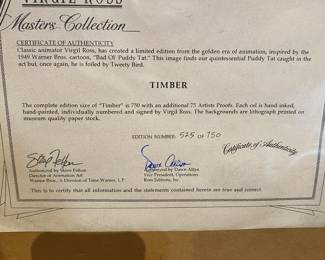 VIRGIL ROSS
Masters Collection
CERTIFICATE OF AUTHENTICITY
Classic animator Virgil Ross, has created a limited edition from the golden era of animation, inspired by the
1949 Warner Bros. cartoon, "Bad Ol' Puddy Tat." This image finds our quintessential Puddy Tat caught in the
act but, once again, he is foiled by Tweety Bird.
TIMBER
The complete edition size of "Timber" is 750 with an additional 75 Artists Proofs. Each cel is hand-inked,
hand-painted, individually numbered and signed by Virgil Ross. The backgrounds are lithograph printed on
museum quality paper stock.
EDITION NUMBER: 525 of 750
Certificate of Authenticity
Authorized by Steve Fulton
Director of Animation Art
Warner Bros., A Division of Time Warner, L.P.
Authorized by Dawn Allyn
Vice President, Operations
Ross Editions, Inc.
This is to certify that all information and the statements contained herein are true and correct.